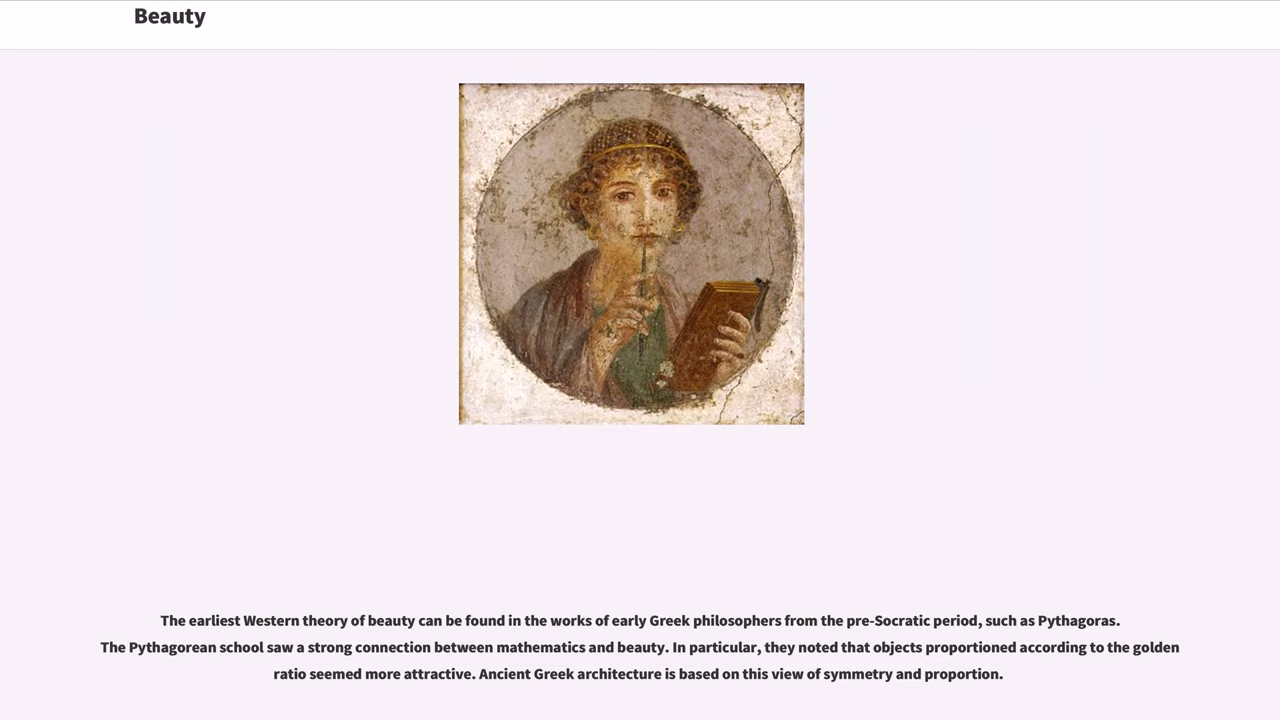 Beauty
The earliest Western theory of beauty can be found in the works of early Greek philosophers from the pre-Socratic period, such as Pythagoras.
The Pythagorean school saw a strong connection between mathematics and beauty. In particular, they noted that objects proportioned according to the golden
ratio seemed more attractive. Ancient Greek architecture is based on this view of symmetry and proportion.